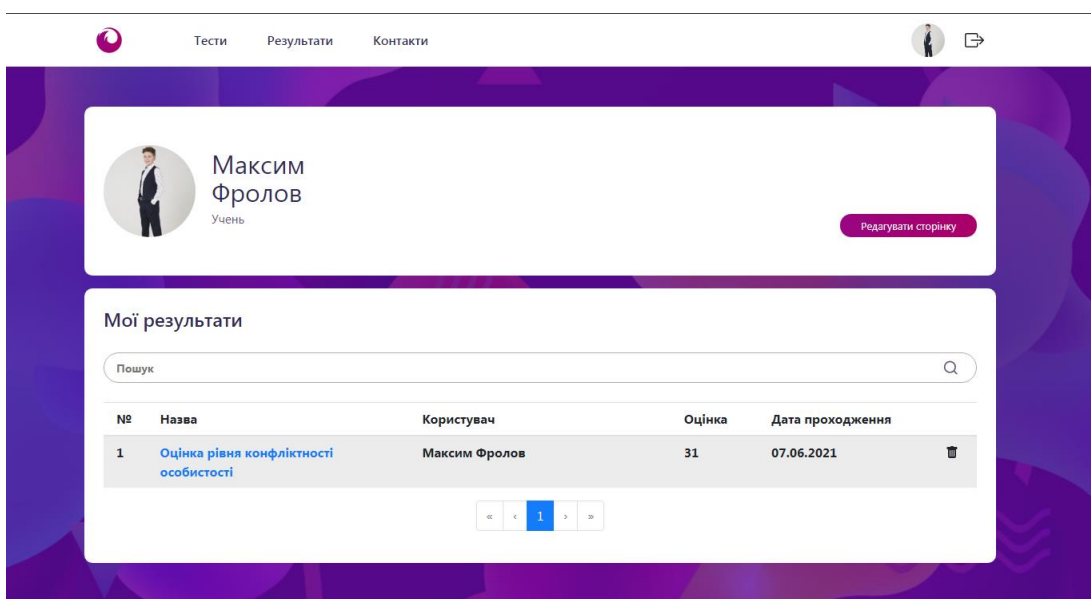 Тести Результати Контакти
Максим
Фролов
Учень
Редагувати сторінку
Мої результати
Пошук
№ Назва Користувач Оцінка Дата проходження
1 Оцінка рівня конфліктності Максим Фролов 31 07.06.2021
особистості
« ‹ 1 › »